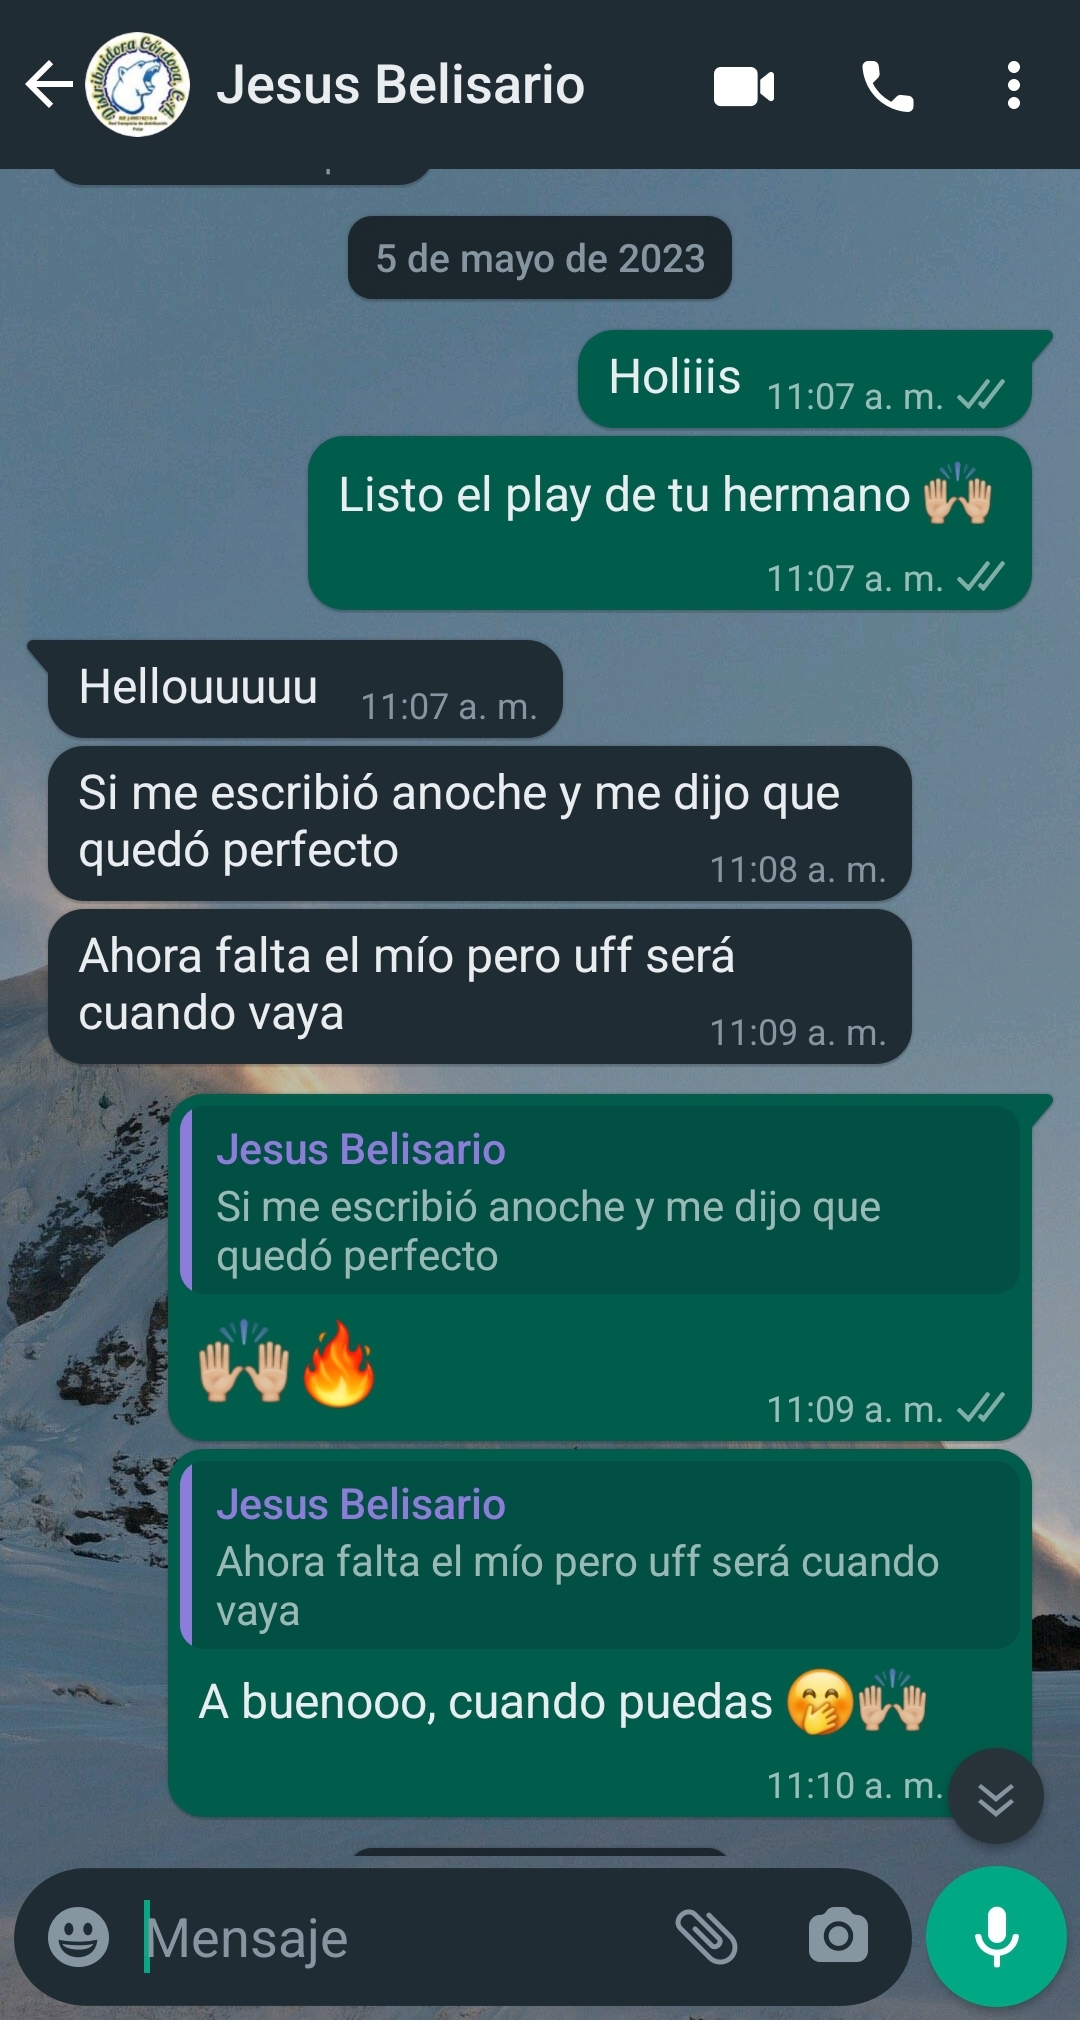 Distribuidora Córdova, C.A.
Jesus Belisario
5 de mayo de 2023
Holiiis
11:07 a. m.
Listo el play de tu hermano 🙌🏼
11:07 a. m.
Hellouuuuu
11:07 a. m.
Si me escribió anoche y me dijo que
quedó perfecto
11:08 a. m.
Ahora falta el mío pero uff será
cuando vaya
11:09 a. m.
Jesus Belisario
Si me escribió anoche y me dijo que
quedó perfecto
🙌🏼🔥
11:09 a. m.
Jesus Belisario
Ahora falta el mío pero uff será cuando
vaya
A buenooo, cuando puedas 🤭🙌🏼
11:10 a. m.
Mensaje